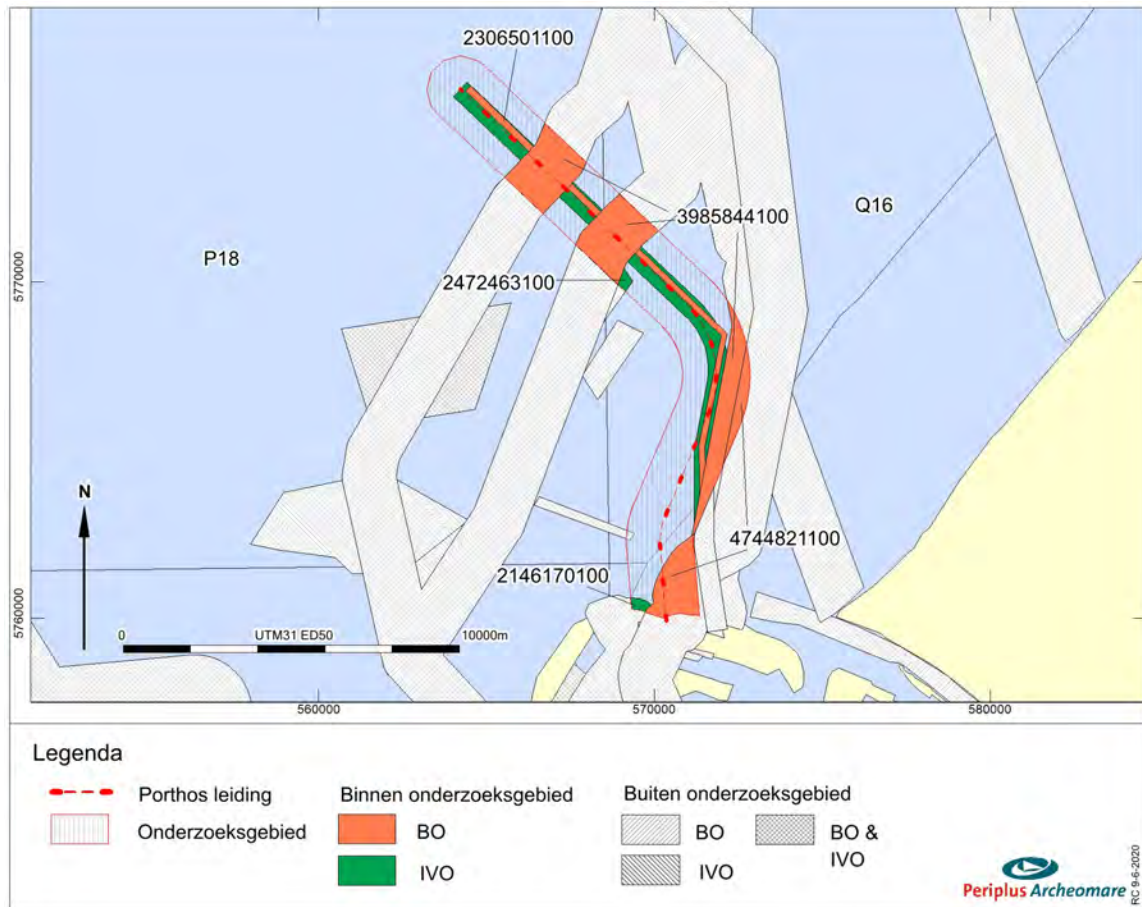 2306501100
3985844100
Q16
P18
2472463100
5770000
N
4744821100
2146170100
5760000
0 UTM31 ED50 10000m
560000 570000 580000
Legenda
Porthos leiding
Onderzoeksgebied
Binnen onderzoeksgebied
BO
IVO
Buiten onderzoeksgebied
BO
IVO
BO &
IVO
Periplus Archeomare
RC 9-6-2020